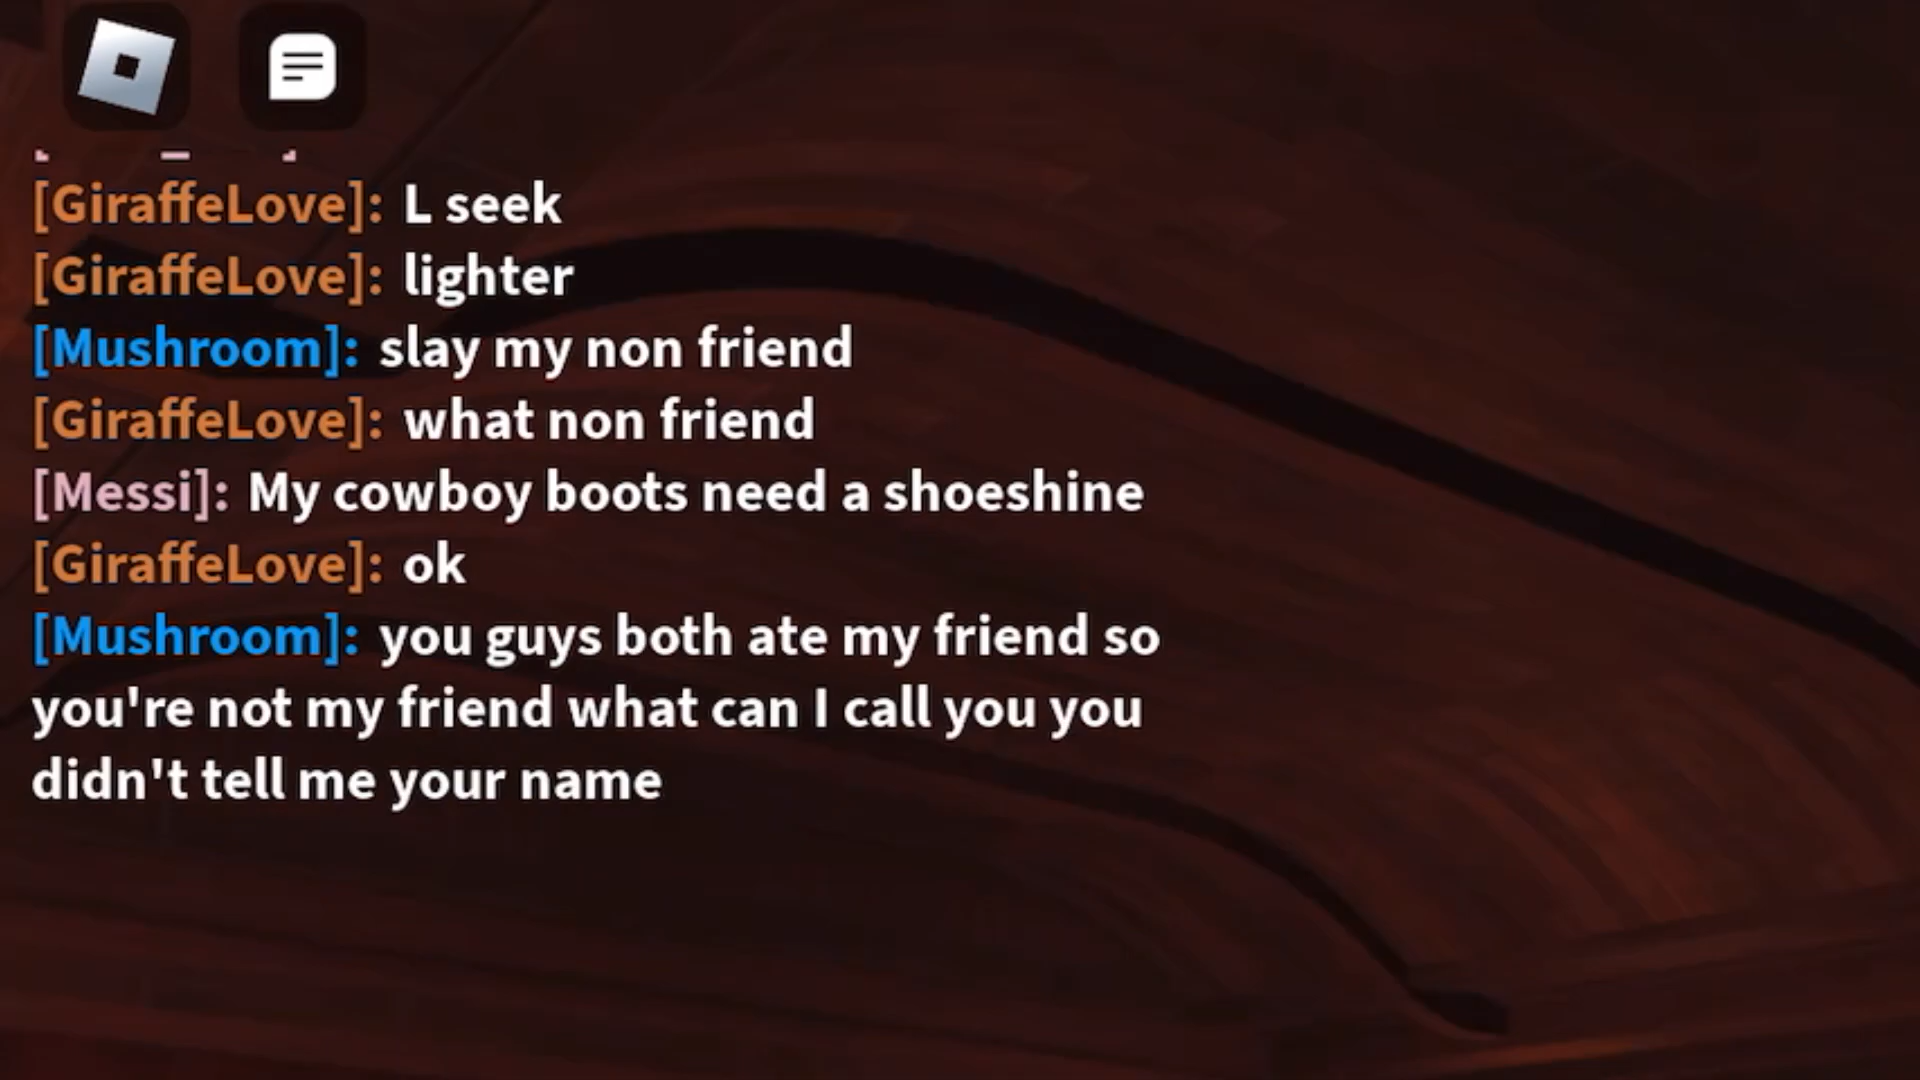 [GiraffeLove]: L seek
[GiraffeLove]: lighter
[Mushroom]: slay my non friend
[GiraffeLove]: what non friend
[Messi]: My cowboy boots need a shoeshine
[GiraffeLove]: ok
[Mushroom]: you guys both ate my friend so
you're not my friend what can I call you you
didn't tell me your name